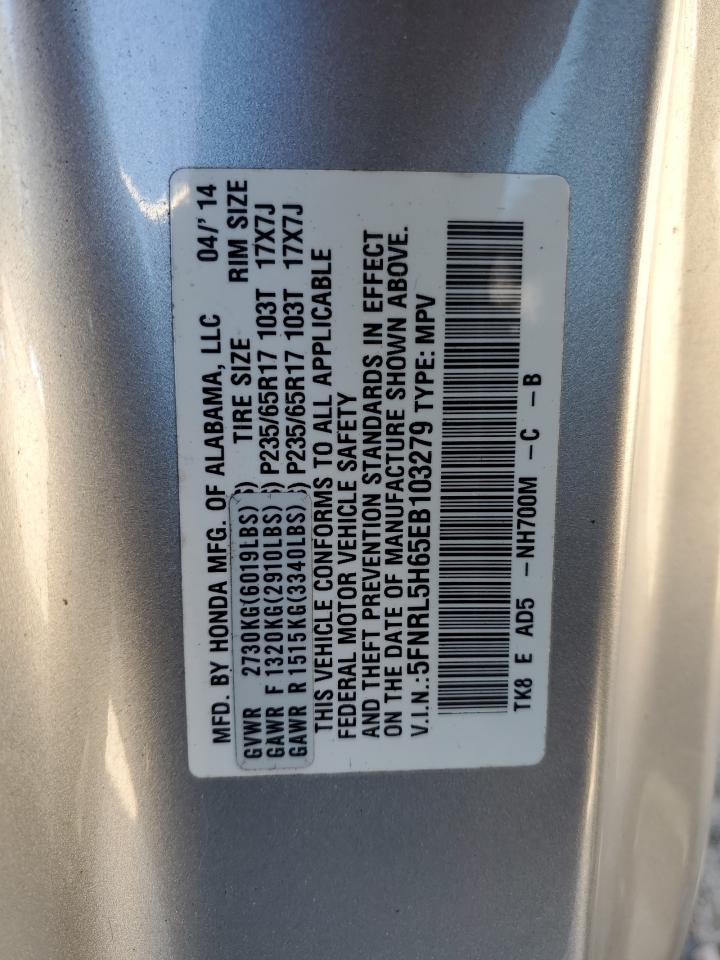 MFD. BY HONDA MFG. OF ALABAMA, LLC 04/'14
TIRE SIZE RIM SIZE
GVWR 2730KG(6019LBS)
GAWR F 1320KG(2910LBS) P235/65R17 103T 17X7J
GAWR R 1515KG(3340LBS) P235/65R17 103T 17X7J
THIS VEHICLE CONFORMS TO ALL APPLICABLE
FEDERAL MOTOR VEHICLE SAFETY
AND THEFT PREVENTION STANDARDS IN EFFECT
ON THE DATE OF MANUFACTURE SHOWN ABOVE.
V.I.N.:5FNRL5H65EB103279 TYPE: MPV
TK8 E AD5 -NH700M -C -B